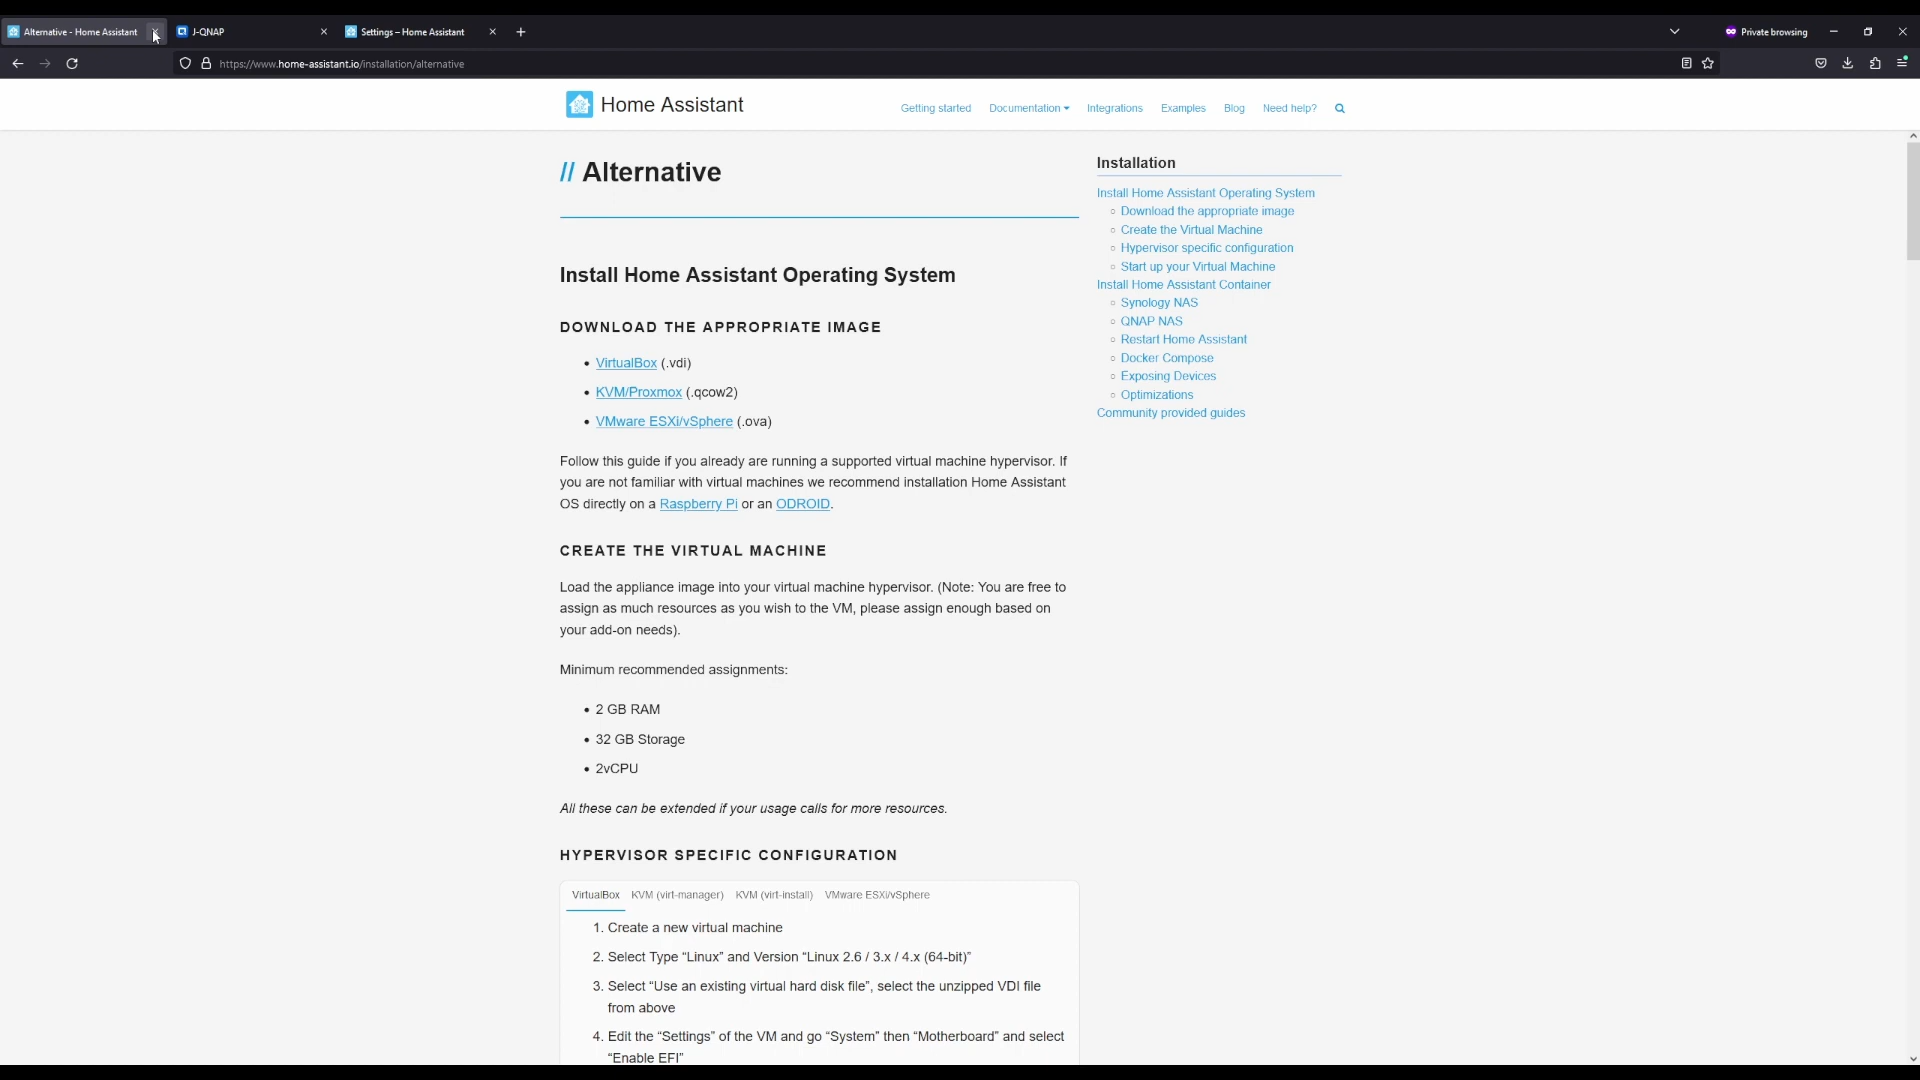 Alternative - Home Assistant
J-QNAP
Settings – Home Assistant
Private browsing
https://www.home-assistant.io/installation/alternative
Home Assistant
Getting started
Documentation
Integrations
Examples
Blog
Need help?
// Alternative
Install Home Assistant Operating System
DOWNLOAD THE APPROPRIATE IMAGE
• VirtualBox (.vdi)
• KVM/Proxmox (.qcow2)
• VMware ESXi/vSphere (.ova)
Follow this guide if you already are running a supported virtual machine hypervisor. If
you are not familiar with virtual machines we recommend installation Home Assistant
OS directly on a Raspberry Pi or an ODROID.
CREATE THE VIRTUAL MACHINE
Load the appliance image into your virtual machine hypervisor. (Note: You are free to
assign as much resources as you wish to the VM, please assign enough based on
your add-on needs).
Minimum recommended assignments:
• 2 GB RAM
• 32 GB Storage
• 2vCPU
All these can be extended if your usage calls for more resources.
HYPERVISOR SPECIFIC CONFIGURATION
VirtualBox
KVM (virt-manager)
KVM (virt-install)
VMware ESXi/vSphere
1. Create a new virtual machine
2. Select Type “Linux” and Version “Linux 2.6 / 3.x / 4.x (64-bit)”
3. Select “Use an existing virtual hard disk file”, select the unzipped VDI file
from above
4. Edit the “Settings” of the VM and go “System” then “Motherboard” and select
“Enable EFI”
Installation
Install Home Assistant Operating System
Download the appropriate image
Create the Virtual Machine
Hypervisor specific configuration
Start up your Virtual Machine
Install Home Assistant Container
Synology NAS
QNAP NAS
Restart Home Assistant
Docker Compose
Exposing Devices
Optimizations
Community provided guides